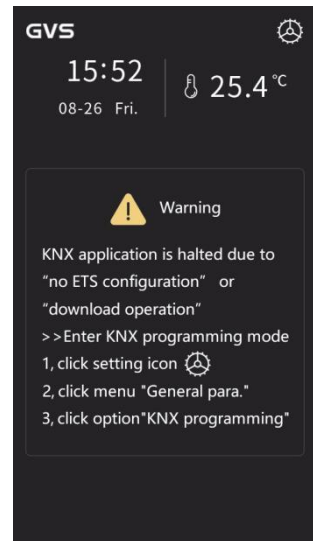 GVS
15:52
08-26 Fri.
25.4 °C
Warning
KNX application is halted due to
“no ETS configuration” or
“download operation”
>>Enter KNX programming mode
1, click setting icon
2, click menu "General para."
3, click option"KNX programming"